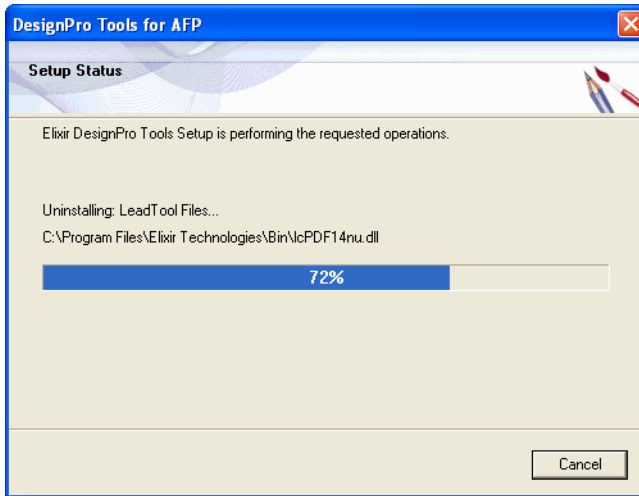 DesignPro Tools for AFP
Setup Status
Elixir DesignPro Tools Setup is performing the requested operations.
Uninstalling: LeadTool Files...
C:\Program Files\Elixir Technologies\Bin\lcPDF14nu.dll
72%
Cancel